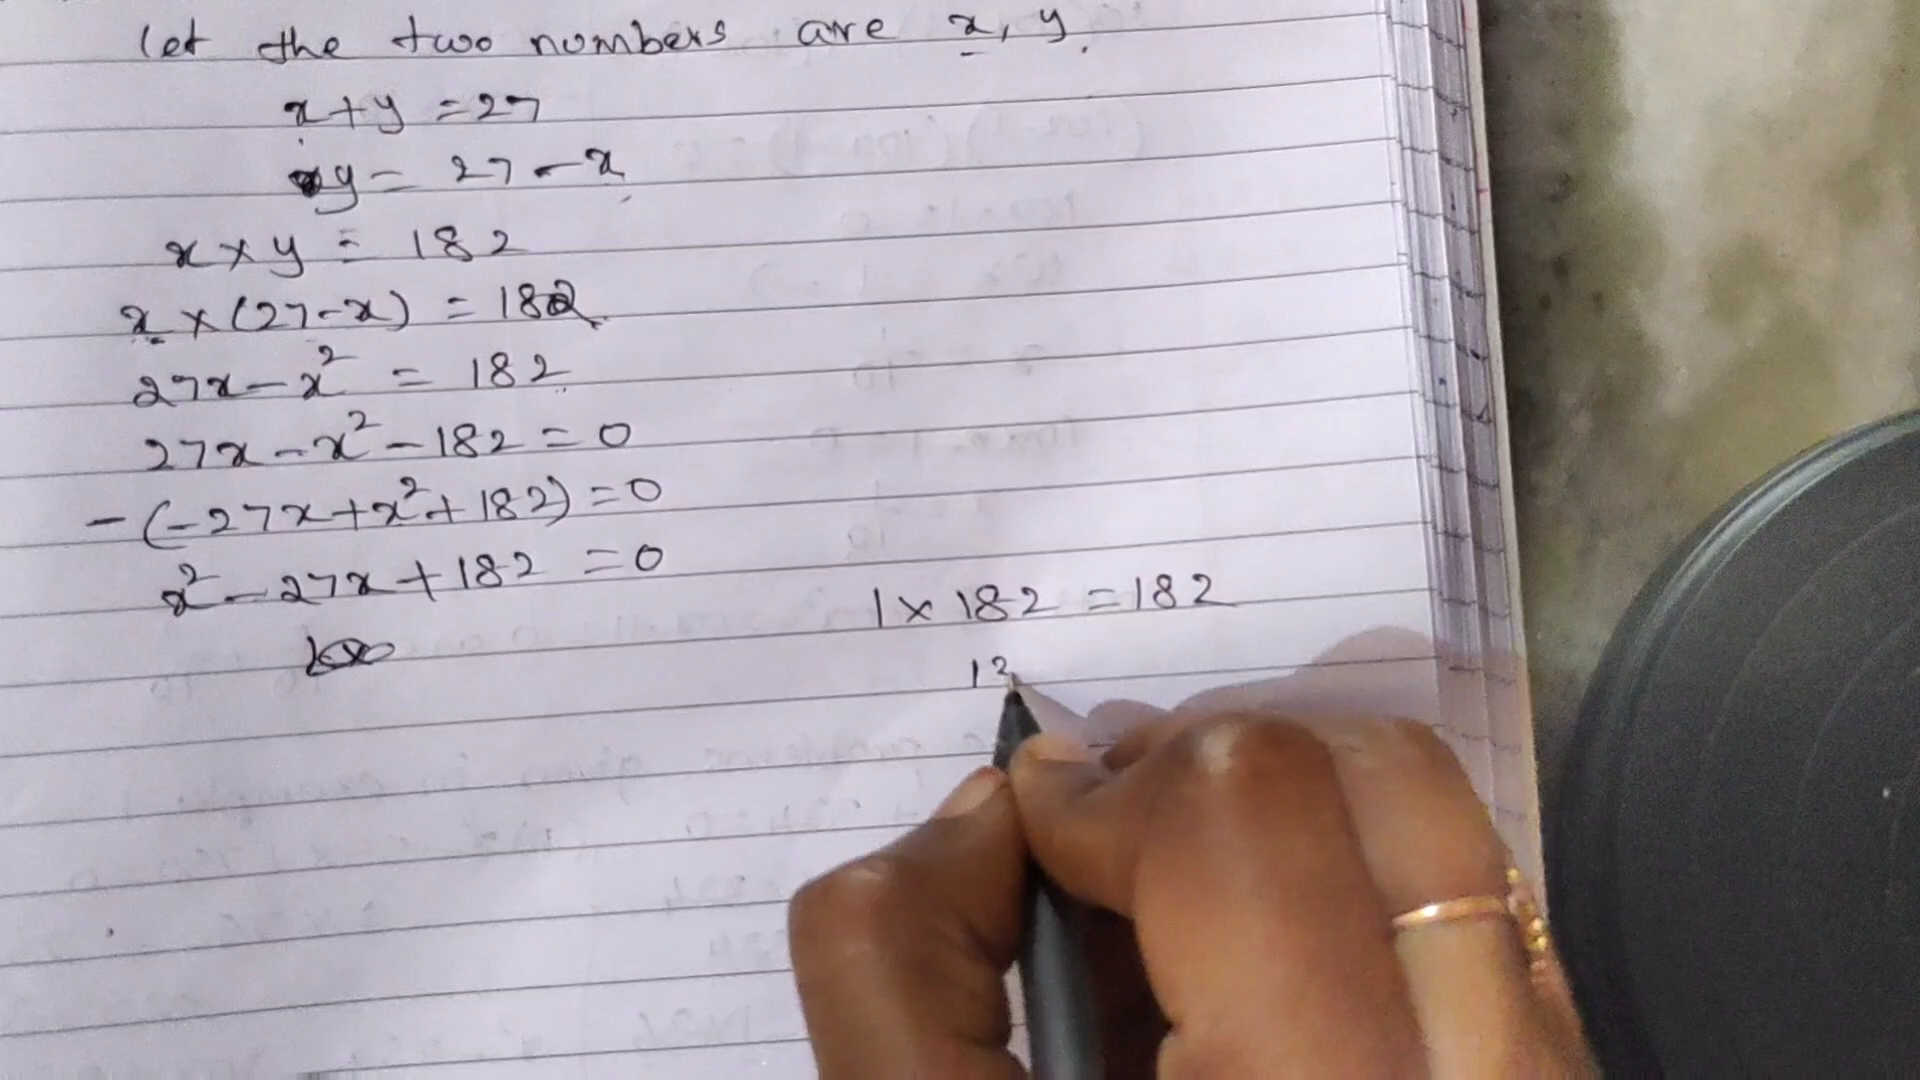 let the two numbers are x, y.
x+y = 27
y = 27 - x
x × y = 182
x × (27-x) = 182
27x - x² = 182
27x - x² - 182 = 0
- (-27x + x² + 182) = 0
x² - 27x + 182 = 0
1 × 182 = 182